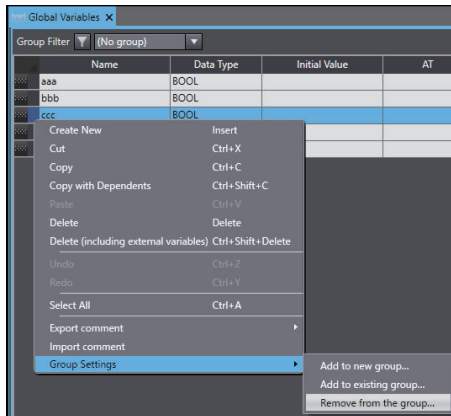 Global Variables X
Group Filter (No group)
Name Data Type Initial Value AT
aaa BOOL
bbb BOOL
ccc BOOL
Create New Insert
Cut Ctrl+X
Copy Ctrl+C
Copy with Dependents Ctrl+Shift+C
Paste Ctrl+V
Delete Delete
Delete (including external variables) Ctrl+Shift+Delete
Undo Ctrl+Z
Redo Ctrl+Y
Select All Ctrl+A
Export comment
Import comment
Group Settings
Add to new group...
Add to existing group...
Remove from the group...